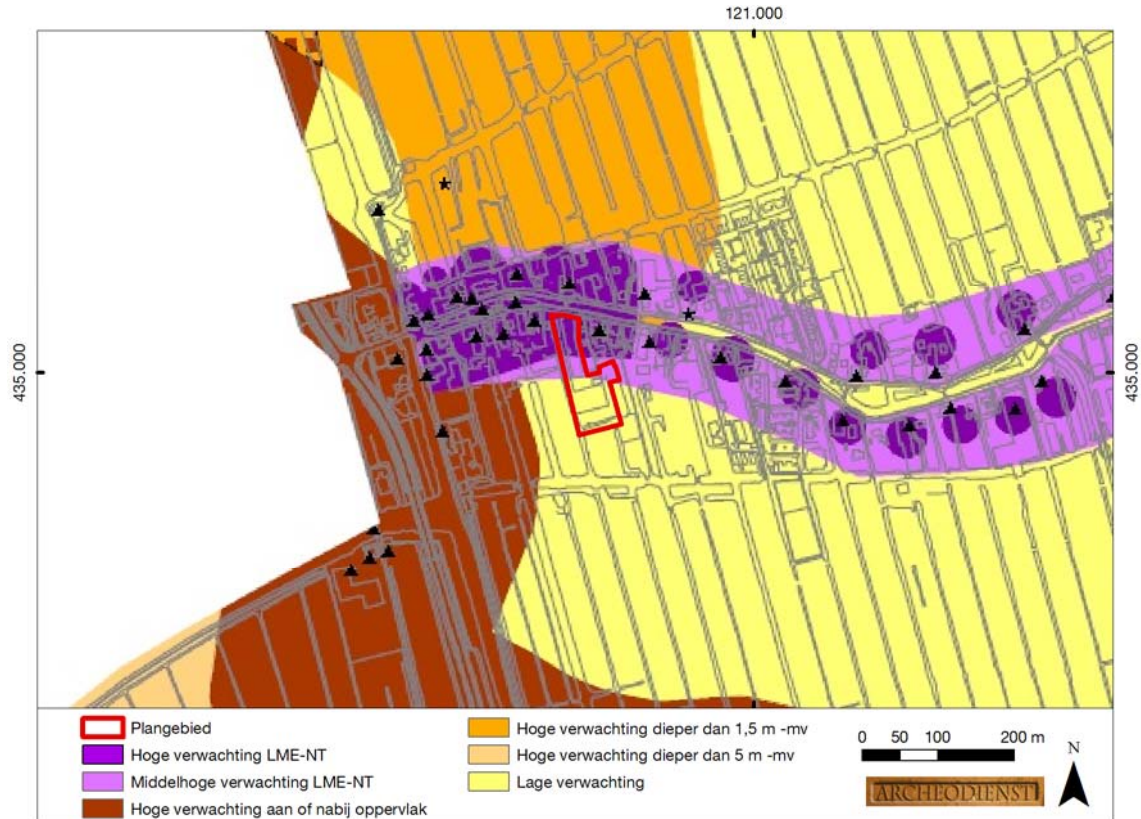 121.000
435.000
435.000
Plangebied
Hoge verwachting LME-NT
Middelhoge verwachting LME-NT
Hoge verwachting aan of nabij oppervlak
Hoge verwachting dieper dan 1,5 m -mv
Hoge verwachting dieper dan 5 m -mv
Lage verwachting
0 50 100 200 m
N
ARCHEODIENST